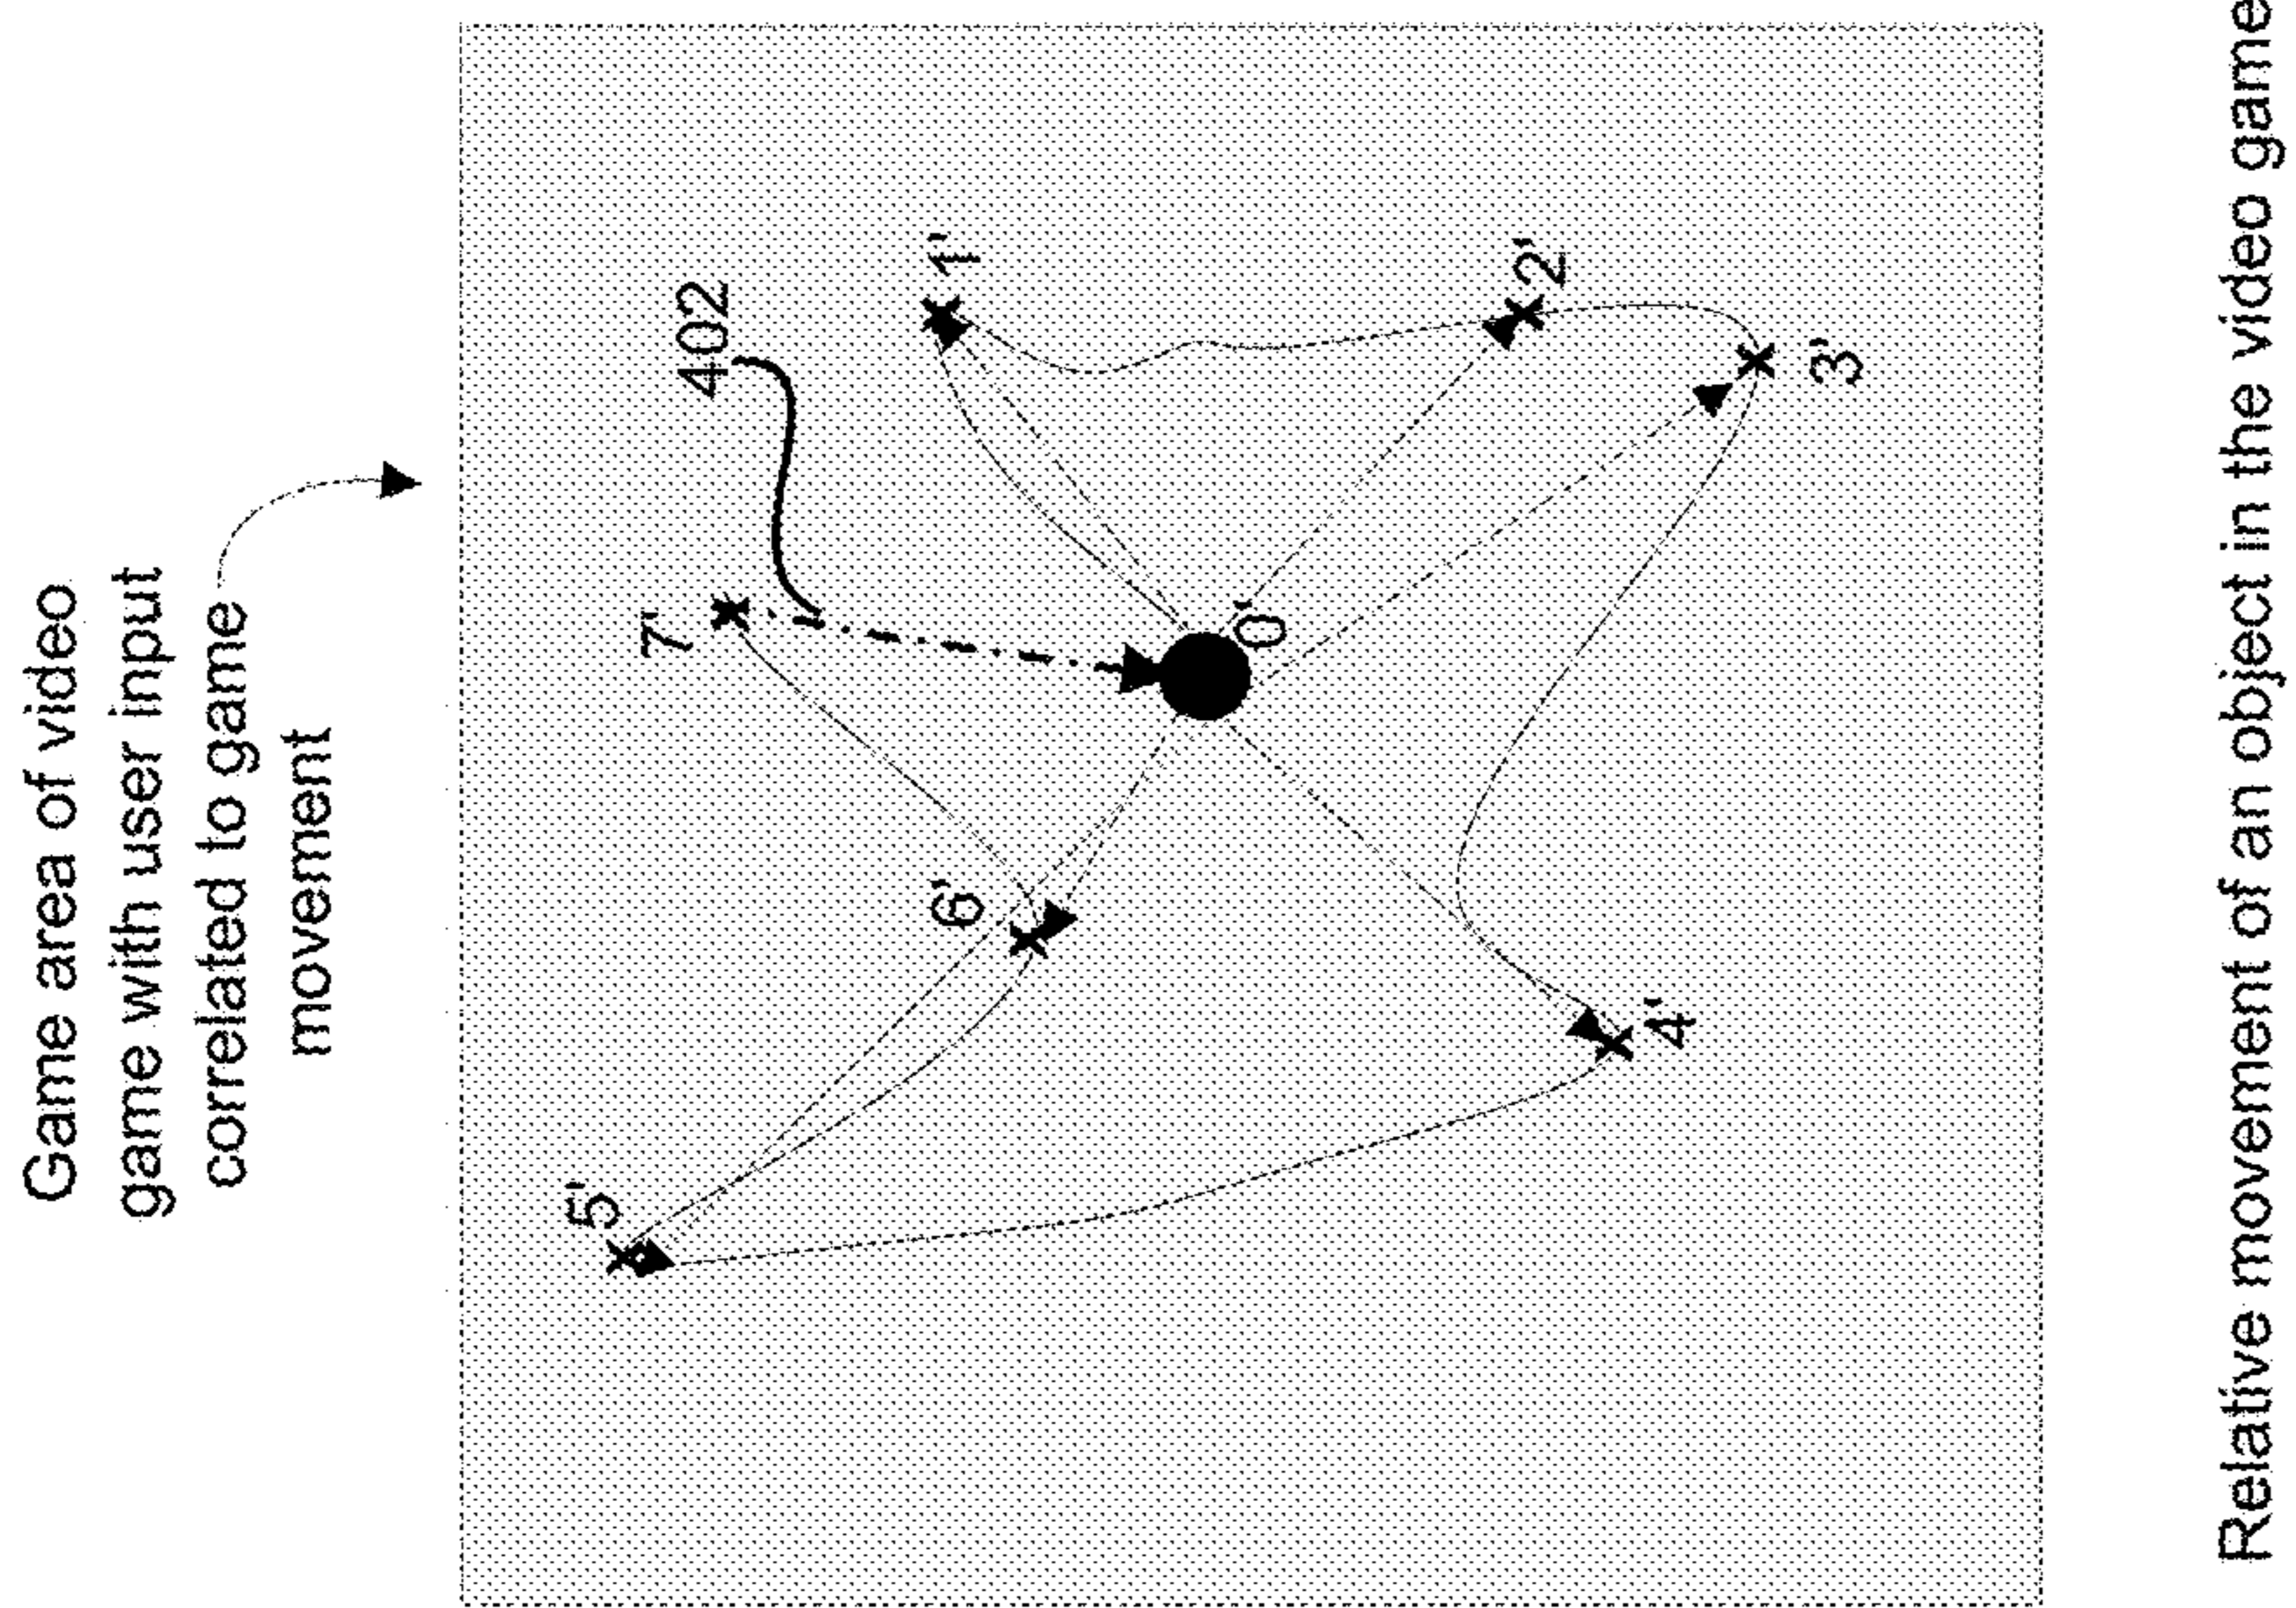 Game area of video
game with user input
correlated to game
movement
402
1'
7'
2'
3'
0'
6'
5'
4'
Relative movement of an object in the video game